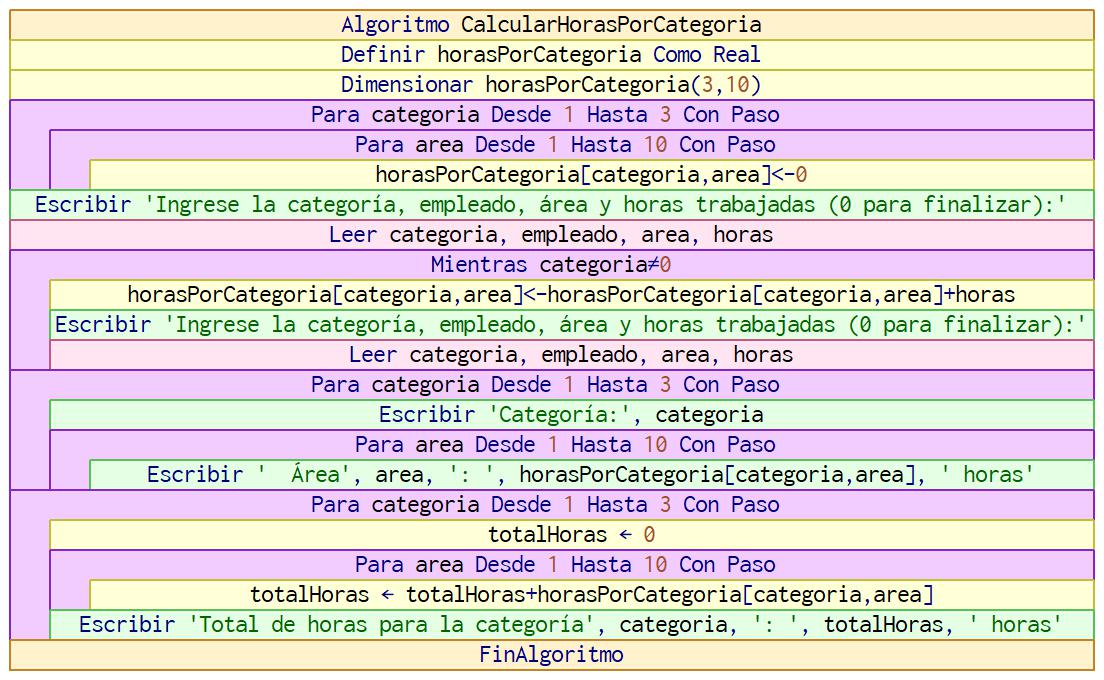 Algoritmo CalcularHorasPorCategoria
Definir horasPorCategoria Como Real
Dimensionar horasPorCategoria(3,10)
Para categoria Desde 1 Hasta 3 Con Paso
Para area Desde 1 Hasta 10 Con Paso
horasPorCategoria[categoria,area]<-0
Escribir 'Ingrese la categoría, empleado, área y horas trabajadas (0 para finalizar):'
Leer categoria, empleado, area, horas
Mientras categoria≠0
horasPorCategoria[categoria,area]<-horasPorCategoria[categoria,area]+horas
Escribir 'Ingrese la categoría, empleado, área y horas trabajadas (0 para finalizar):'
Leer categoria, empleado, area, horas
Para categoria Desde 1 Hasta 3 Con Paso
Escribir 'Categoría:', categoria
Para area Desde 1 Hasta 10 Con Paso
Escribir '  Área', area, ': ', horasPorCategoria[categoria,area], ' horas'
Para categoria Desde 1 Hasta 3 Con Paso
totalHoras ← 0
Para area Desde 1 Hasta 10 Con Paso
totalHoras ← totalHoras+horasPorCategoria[categoria,area]
Escribir 'Total de horas para la categoría', categoria, ': ', totalHoras, ' horas'
FinAlgoritmo